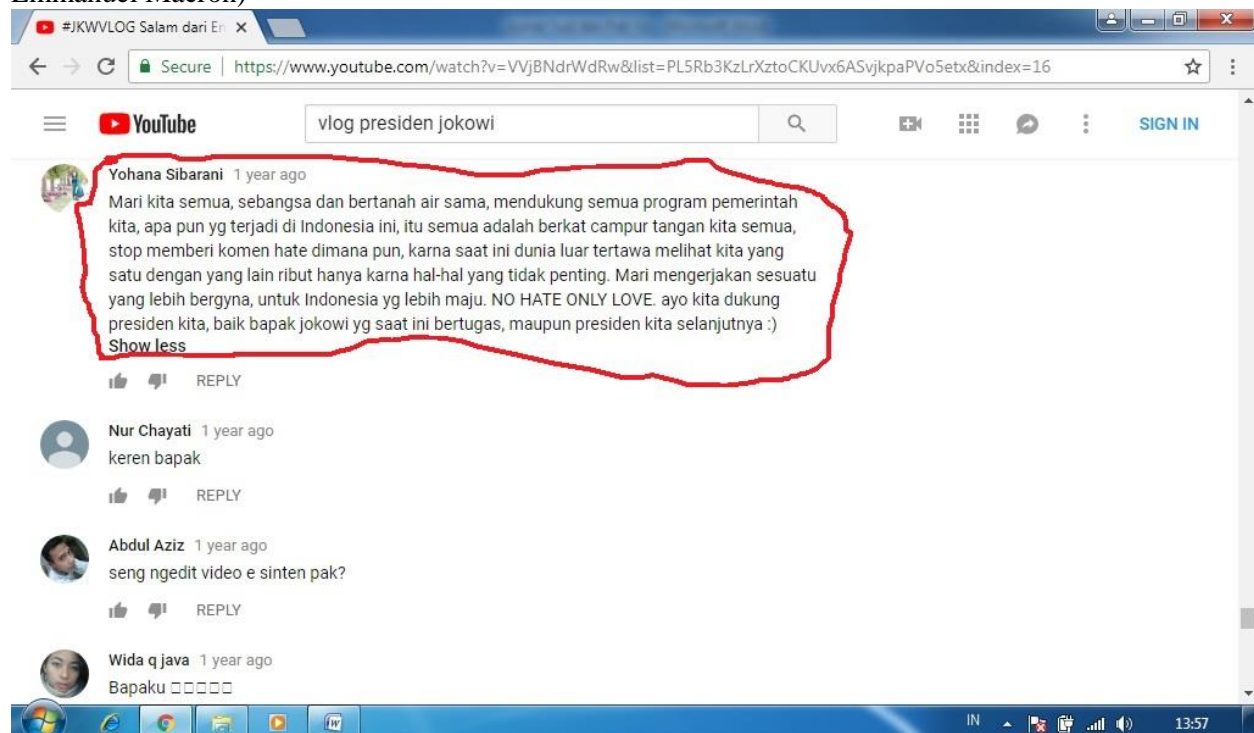 Emmanuel Macron)
#JKWVLOG Salam dari En
Secure | https://www.youtube.com/watch?v=VVjBNdrWdRw&list=PL5Rb3KzLrXztoCKUvx6ASvjkpaPVo5etx&index=16
YouTube
vlog presiden jokowi
SIGN IN
Yohana Sibarani 1 year ago
Mari kita semua, sebangsa dan bertanah air sama, mendukung semua program pemerintah
kita, apa pun yg terjadi di Indonesia ini, itu semua adalah berkat campur tangan kita semua,
stop memberi komen hate dimana pun, karna saat ini dunia luar tertawa melihat kita yang
satu dengan yang lain ribut hanya karna hal-hal yang tidak penting. Mari mengerjakan sesuatu
yang lebih bergyna, untuk Indonesia yg lebih maju. NO HATE ONLY LOVE. ayo kita dukung
presiden kita, baik bapak jokowi yg saat ini bertugas, maupun presiden kita selanjutnya :)
Show less
REPLY
Nur Chayati 1 year ago
keren bapak
REPLY
Abdul Aziz 1 year ago
seng ngedit video e sinten pak?
REPLY
Wida q java 1 year ago
Bapaku □□□□□
IN 13:57